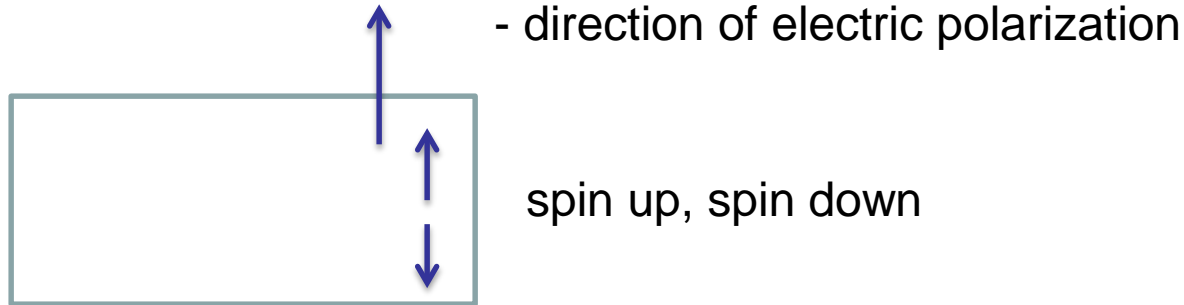 - direction of electric polarization
spin up, spin down